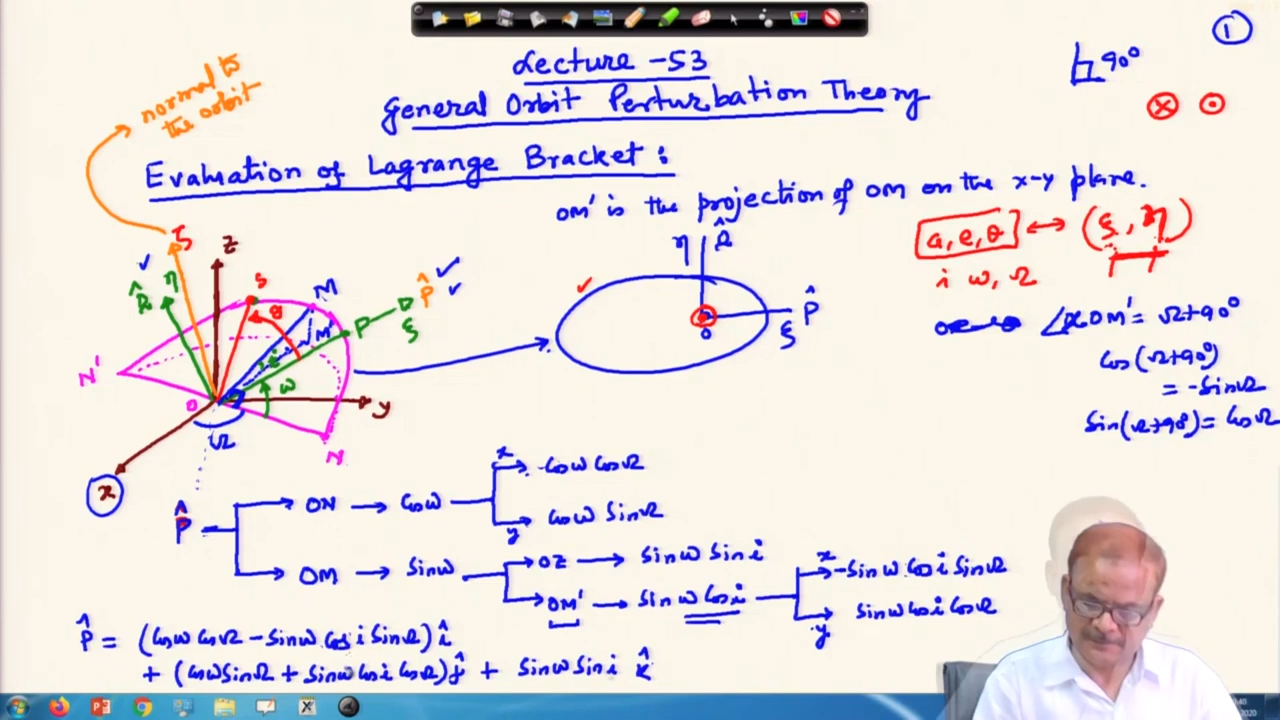 ①
Lecture -53
General Orbit Perturbation Theory
90°
normal to
the orbit
Evaluation of Lagrange Bracket :
OM' is the projection of OM on the x-y plane.
(a, e, θ) ↔ (ξ, η)
i ω, Ω
ζ z
R̂ η S M P̂
θ P ξ
M'
i
N' ω
O y
Ω N
x
η R̂
P̂
O ξ
∠XOM' = Ω+90°
Cos(Ω+90°)
= -SinΩ
Sin(Ω+90) = CosΩ
P̂ → ON → Cosω → x → Cosω CosΩ
y → Cosω SinΩ
OM → Sinω → OZ → Sinω Sin i
OM' → Sinω Cos i → x → -Sinω Cos i SinΩ
y → Sinω Cos i CosΩ
P̂ = (Cosω CosΩ - Sinω Cos i SinΩ) î
+ (CosωSinΩ + Sinω Cos i CosΩ) ĵ + Sinω Sin i k̂
2020